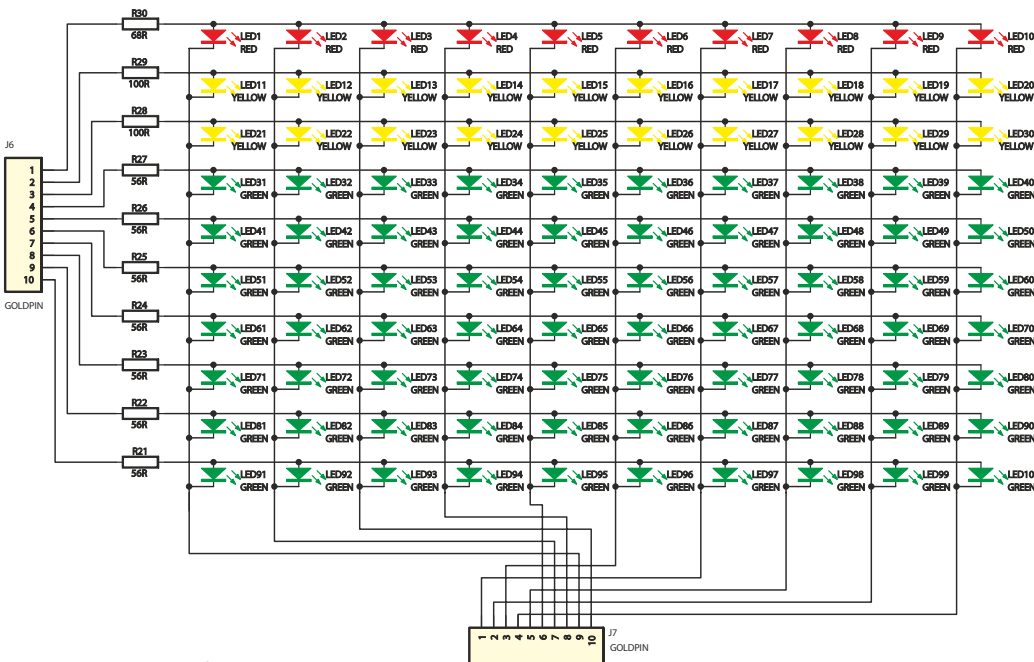 R30
68R
LED1 LED2 LED3 LED4 LED5 LED6 LED7 LED8 LED9 LED10
RED RED RED RED RED RED RED RED RED RED
R29
100R
LED11 LED12 LED13 LED14 LED15 LED16 LED17 LED18 LED19 LED20
YELLOW YELLOW YELLOW YELLOW YELLOW YELLOW YELLOW YELLOW YELLOW YELLOW
R28
100R
LED21 LED22 LED23 LED24 LED25 LED26 LED27 LED28 LED29 LED30
YELLOW YELLOW YELLOW YELLOW YELLOW YELLOW YELLOW YELLOW YELLOW YELLOW
R27
56R
LED31 LED32 LED33 LED34 LED35 LED36 LED37 LED38 LED39 LED40
GREEN GREEN GREEN GREEN GREEN GREEN GREEN GREEN GREEN GREEN
R26
56R
LED41 LED42 LED43 LED44 LED45 LED46 LED47 LED48 LED49 LED50
GREEN GREEN GREEN GREEN GREEN GREEN GREEN GREEN GREEN GREEN
R25
56R
LED51 LED52 LED53 LED54 LED55 LED56 LED57 LED58 LED59 LED60
GREEN GREEN GREEN GREEN GREEN GREEN GREEN GREEN GREEN GREEN
R24
56R
LED61 LED62 LED63 LED64 LED65 LED66 LED67 LED68 LED69 LED70
GREEN GREEN GREEN GREEN GREEN GREEN GREEN GREEN GREEN GREEN
R23
56R
LED71 LED72 LED73 LED74 LED75 LED76 LED77 LED78 LED79 LED80
GREEN GREEN GREEN GREEN GREEN GREEN GREEN GREEN GREEN GREEN
R22
56R
LED81 LED82 LED83 LED84 LED85 LED86 LED87 LED88 LED89 LED90
GREEN GREEN GREEN GREEN GREEN GREEN GREEN GREEN GREEN GREEN
R21
56R
LED91 LED92 LED93 LED94 LED95 LED96 LED97 LED98 LED99 LED10
GREEN GREEN GREEN GREEN GREEN GREEN GREEN GREEN GREEN GREEN
J6
1
2
3
4
5
6
7
8
9
10
GOLDPIN
1 2 3 4 5 6 7 8 9 10
J7
GOLDPIN